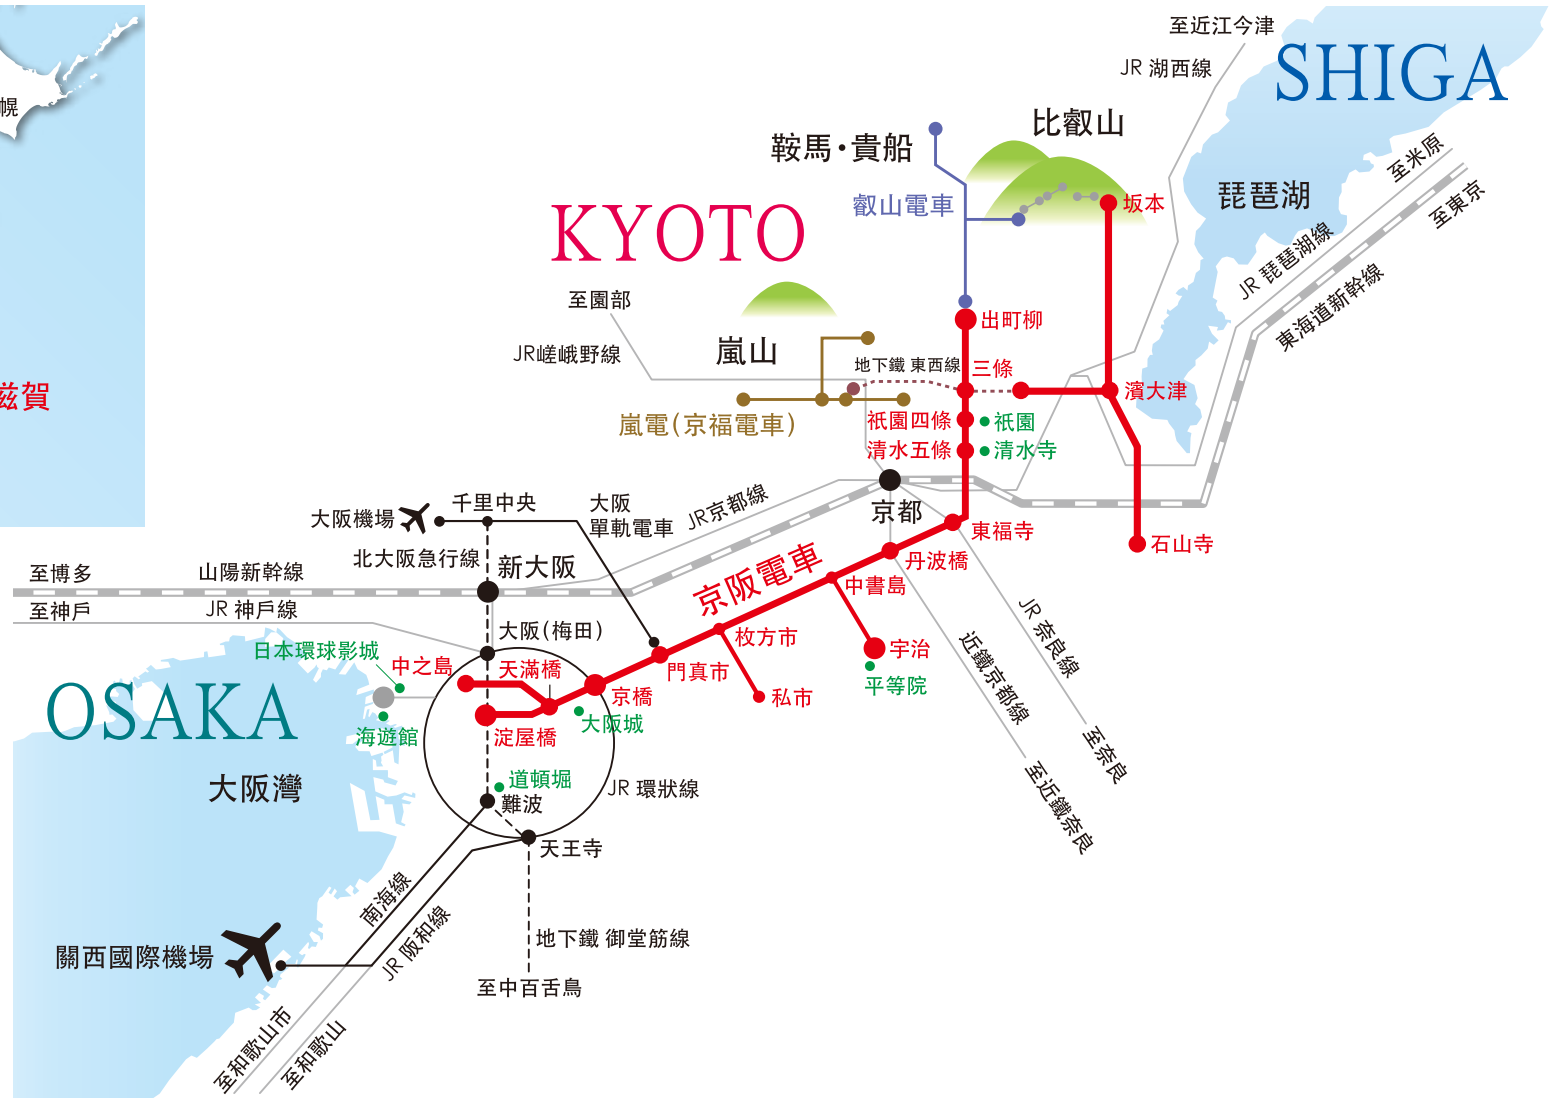 幌
滋賀
至近江今津
JR 湖西線
SHIGA
比叡山
鞍馬・貴船
叡山電車
坂本
琵琶湖
至米原
至東京
JR 琵琶湖線
東海道新幹線
KYOTO
至園部
JR嵯峨野線
嵐山
出町柳
地下鐵 東西線
三條
濱大津
嵐電(京福電車)
祇園四條
祇園
清水五條
清水寺
京都
東福寺
石山寺
丹波橋
千里中央
大阪
單軌電車
大阪機場
北大阪急行線
新大阪
JR京都線
至博多
山陽新幹線
至神戶
JR 神戶線
京阪電車
中書島
宇治
平等院
JR 奈良線
近鐵京都線
至奈良
至近鐵奈良
大阪(梅田)
枚方市
私市
門真市
日本環球影城
中之島
天滿橋
京橋
大阪城
淀屋橋
海遊館
OSAKA
大阪灣
道頓堀
難波
JR 環狀線
天王寺
南海線
JR 阪和線
地下鐵 御堂筋線
至中百舌鳥
關西國際機場
至和歌山市
至和歌山